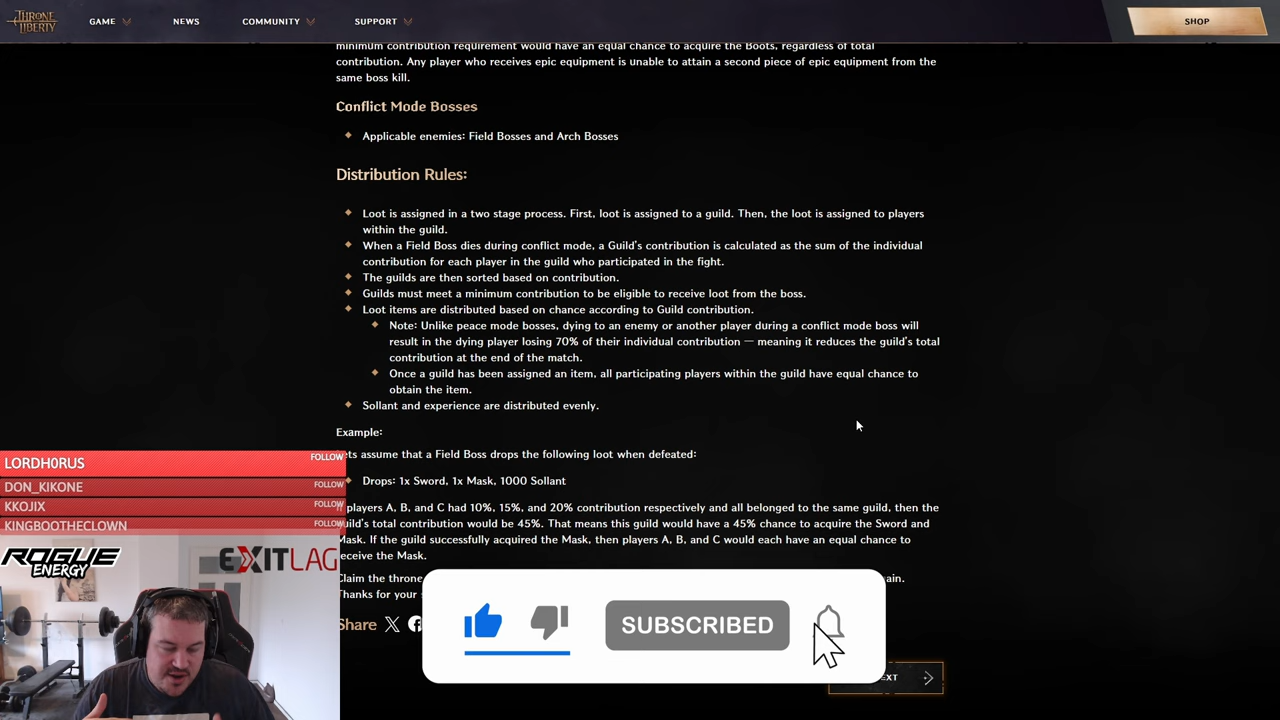 THRONE
LIBERTY
GAME
NEWS
COMMUNITY
SUPPORT
SHOP
minimum contribution requirement would have an equal chance to acquire the Boots, regardless of total
contribution. Any player who receives epic equipment is unable to attain a second piece of epic equipment from the
same boss kill.
Conflict Mode Bosses
Applicable enemies: Field Bosses and Arch Bosses
Distribution Rules:
Loot is assigned in a two stage process. First, loot is assigned to a guild. Then, the loot is assigned to players
within the guild.
When a Field Boss dies during conflict mode, a Guild's contribution is calculated as the sum of the individual
contribution for each player in the guild who participated in the fight.
The guilds are then sorted based on contribution.
Guilds must meet a minimum contribution to be eligible to receive loot from the boss.
Loot items are distributed based on chance according to Guild contribution.
Note: Unlike peace mode bosses, dying to an enemy or another player during a conflict mode boss will
result in the dying player losing 70% of their individual contribution — meaning it reduces the guild's total
contribution at the end of the match.
Once a guild has been assigned an item, all participating players within the guild have equal chance to
obtain the item.
Sollant and experience are distributed evenly.
Example:
ets assume that a Field Boss drops the following loot when defeated:
Drops: 1x Sword, 1x Mask, 1000 Sollant
players A, B, and C had 10%, 15%, and 20% contribution respectively and all belonged to the same guild, then the
uild's total contribution would be 45%. That means this guild would have a 45% chance to acquire the Sword and
Mask. If the guild successfully acquired the Mask, then players A, B, and C would each have an equal chance to
eceive the Mask.
Claim the throne
ain.
Thanks for your
Share
LORDH0RUS FOLLOW
DON_KIKONE FOLLOW
KKOJIX FOLLOW
KINGBOOTHECLOWN FOLLOW
ROGUE
ENERGY
EXITLAG
SUBSCRIBED
EXT